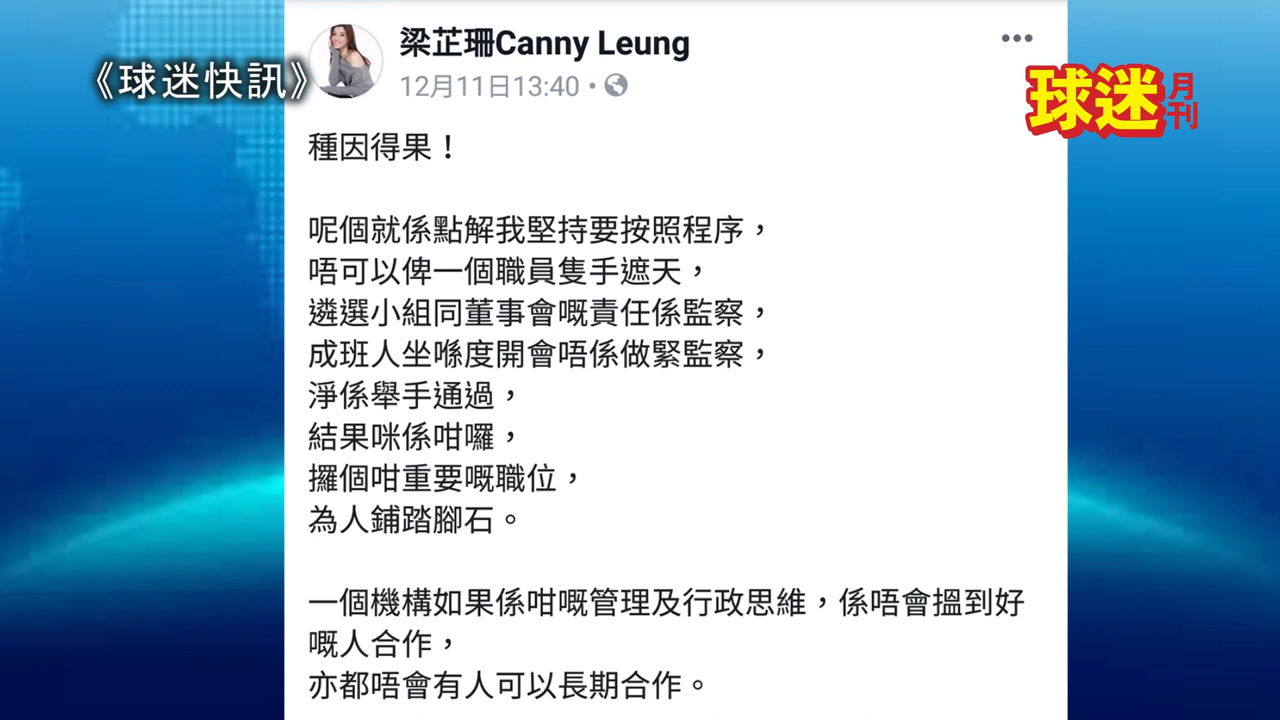 《球迷快訊》
梁芷珊Canny Leung
12月11日13:40 •
球迷月刊
種因得果！
呢個就係點解我堅持要按照程序，
唔可以俾一個職員隻手遮天，
遴選小組同董事會嘅責任係監察，
成班人坐喺度開會唔係做緊監察，
淨係舉手通過，
結果咪係咁囉，
攞個咁重要嘅職位，
為人鋪踏腳石。
一個機構如果係咁嘅管理及行政思維，係唔會搵到好
嘅人合作，
亦都唔會有人可以長期合作。